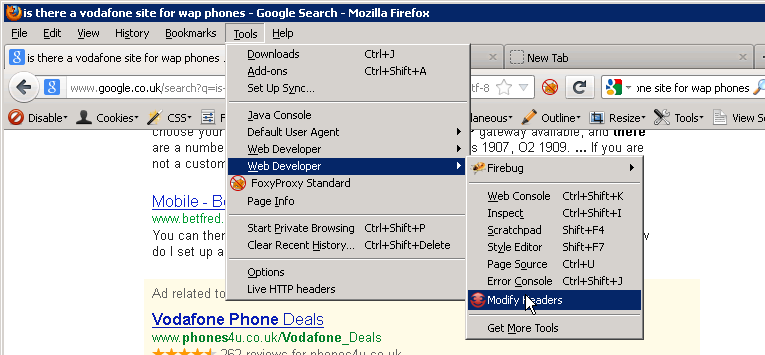 is there a vodafone site for wap phones - Google Search - Mozilla Firefox
File Edit View History Bookmarks Tools Help
is there a vodafone site for wap phones ... New Tab
www.google.co.uk/search?q=is- tf-8 one site for wap phones
Disable Cookies CSS Resize Tools View So
Downloads Ctrl+J
Add-ons Ctrl+Shift+A
Set Up Sync...
Java Console
Default User Agent
Web Developer
Web Developer
FoxyProxy Standard
Page Info
Start Private Browsing Ctrl+Shift+P
Clear Recent History... Ctrl+Shift+Delete
Options
Live HTTP headers
Firebug
Web Console Ctrl+Shift+K
Inspect Ctrl+Shift+I
Scratchpad Shift+F4
Style Editor Shift+F7
Page Source Ctrl+U
Error Console Ctrl+Shift+J
Modify Headers
Get More Tools
choose your gateway available, and there
are a numbe s 1907, O2 1909. ... If you are
not a custom
Mobile - Be
www.betfred.
You can ther w
do I set up a
Ad related to
Vodafone Phone Deals
www.phones4u.co.uk/Vodafone_Deals
262 reviews for phones4u.co.uk